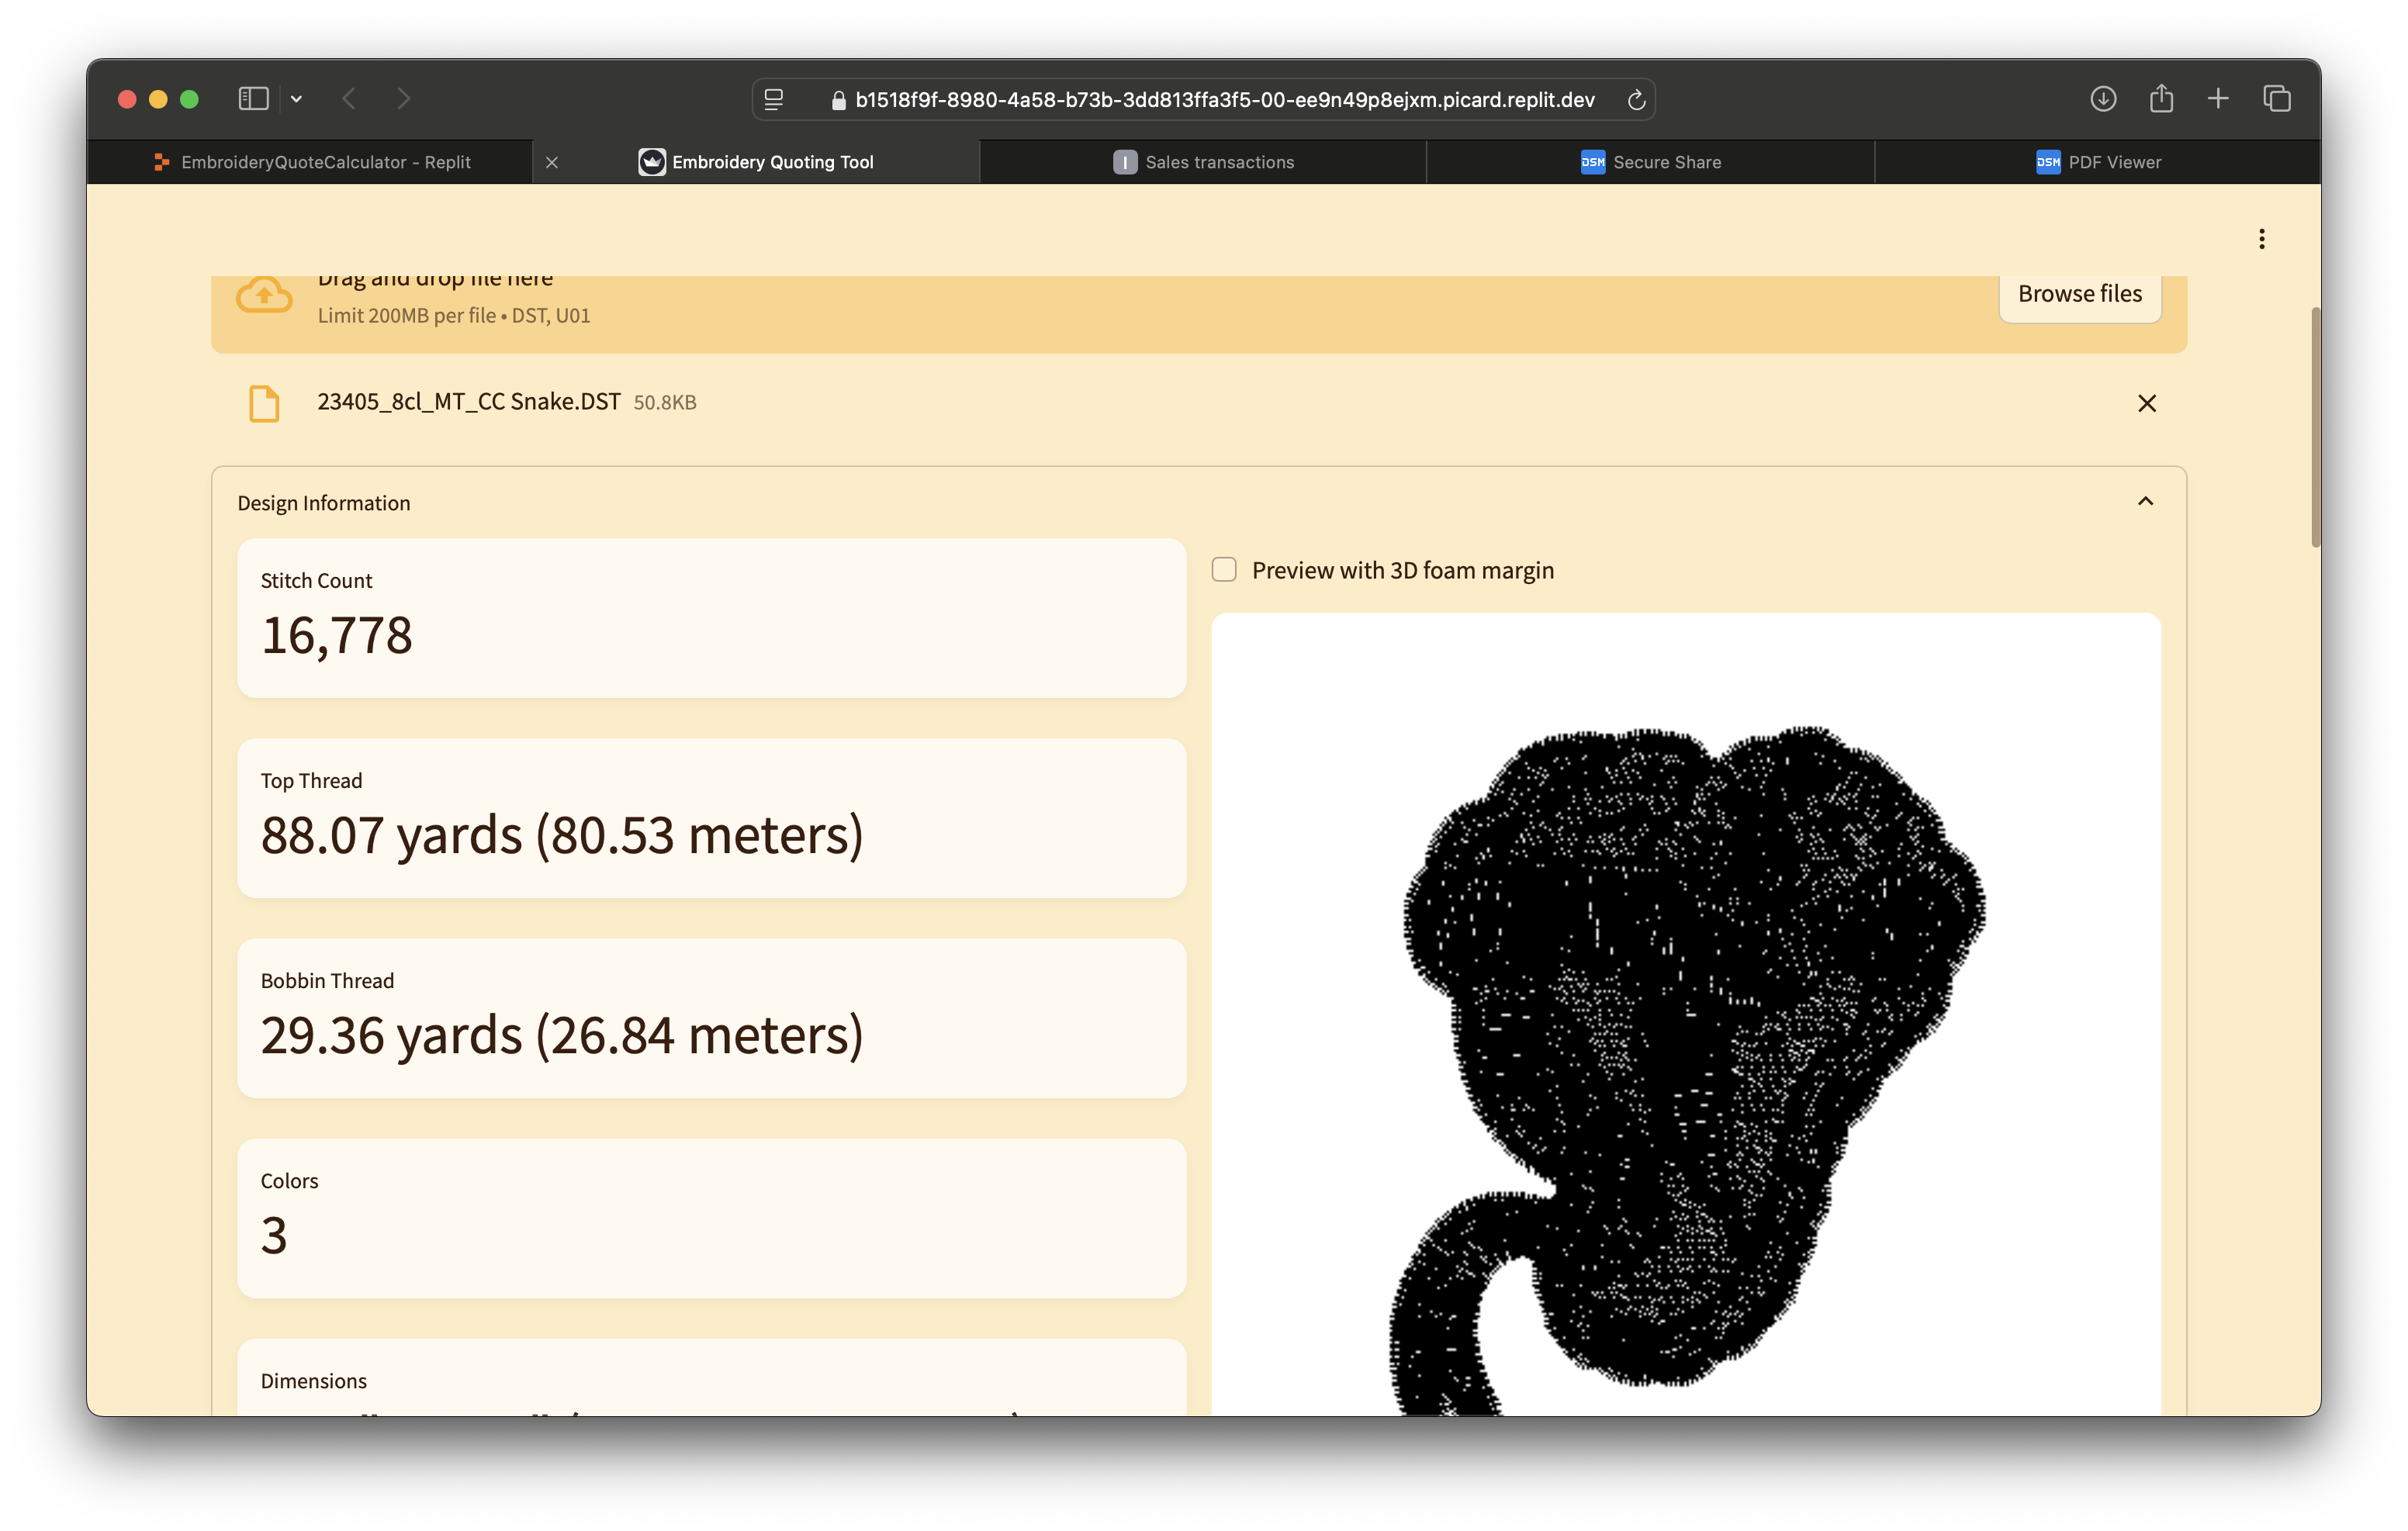 b1518f9f-8980-4a58-b73b-3dd813ffa3f5-00-ee9n49p8ejxm.picard.replit.dev
EmbroideryQuoteCalculator - Replit
Embroidery Quoting Tool
I Sales transactions
DSM Secure Share
DSM PDF Viewer
Drag and drop file here
Limit 200MB per file • DST, U01
Browse files
23405_8cl_MT_CC Snake.DST 50.8KB
Design Information
Stitch Count
16,778
Preview with 3D foam margin
Top Thread
88.07 yards (80.53 meters)
Bobbin Thread
29.36 yards (26.84 meters)
Colors
3
Dimensions